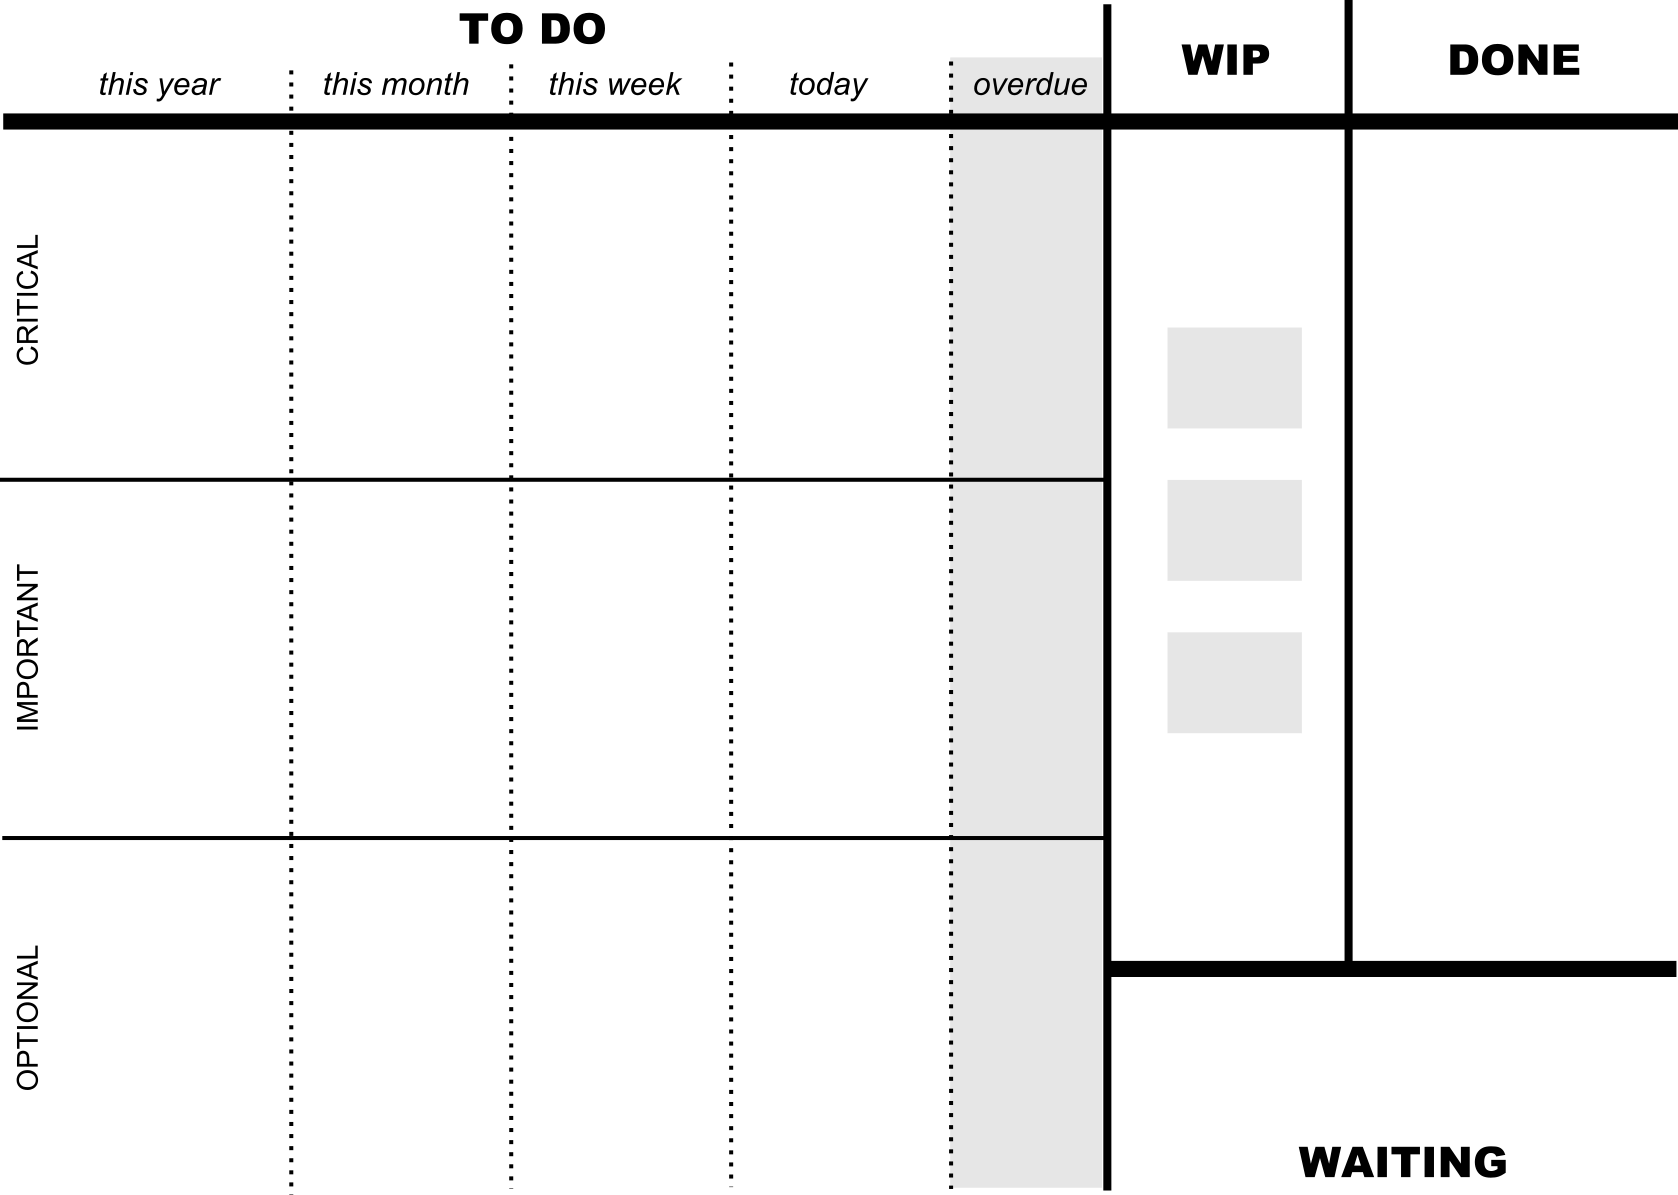 TO DO
WIP
DONE
this year
this month
this week
today
overdue
CRITICAL
IMPORTANT
OPTIONAL
WAITING